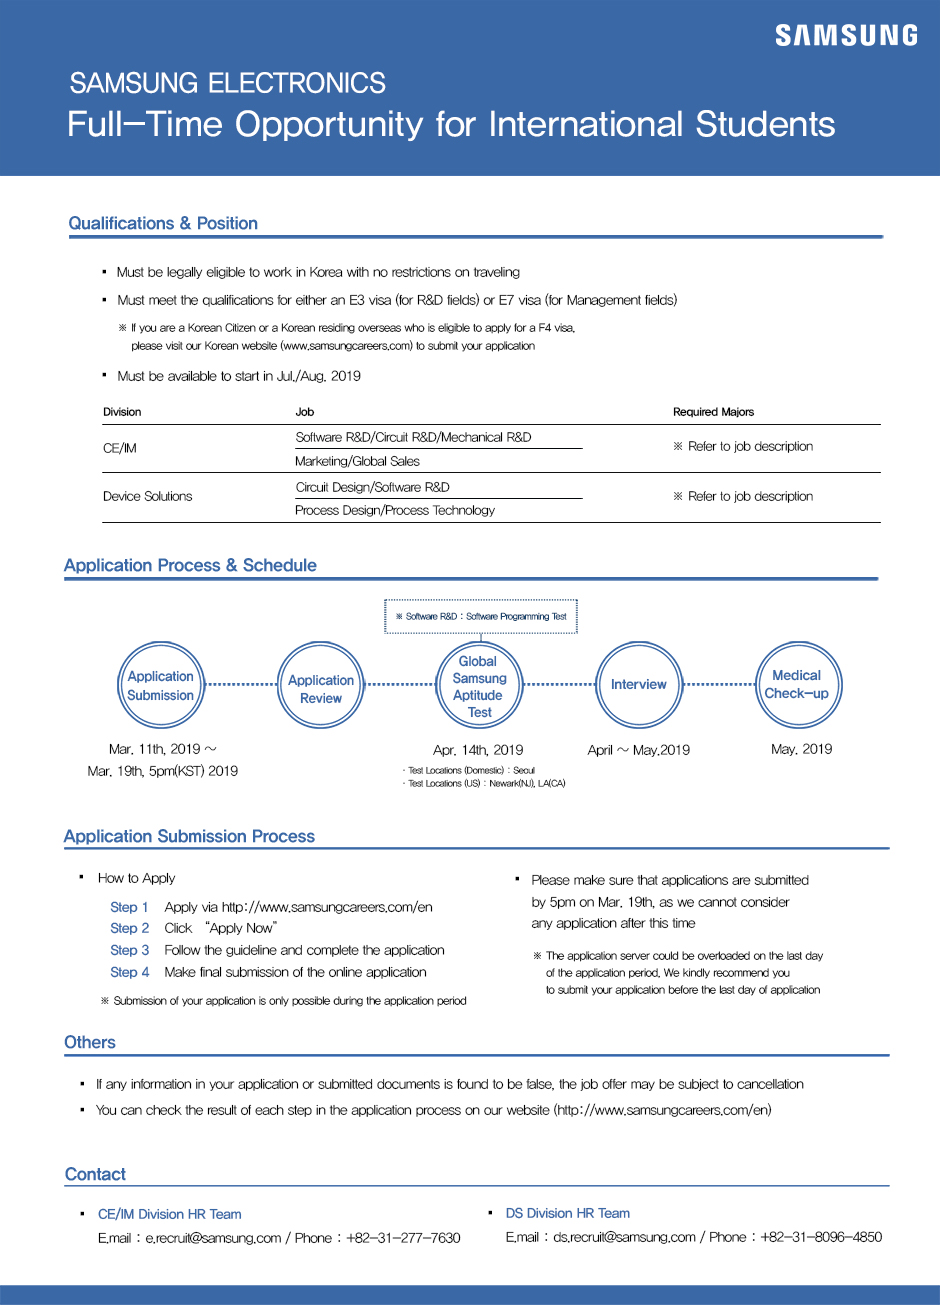 SAMSUNG
SAMSUNG ELECTRONICS
Full-Time Opportunity for International Students
Qualifications & Position
▪ Must be legally eligible to work in Korea with no restrictions on traveling
▪ Must meet the qualifications for either an E3 visa (for R&D fields) or E7 visa (for Management fields)
※ If you are a Korean Citizen or a Korean residing overseas who is eligible to apply for a F4 visa,
please visit our Korean website (www.samsungcareers.com) to submit your application
▪ Must be available to start in Jul./Aug. 2019
Division Job Required Majors
CE/IM
Software R&D/Circuit R&D/Mechanical R&D
Marketing/Global Sales
※ Refer to job description
Device Solutions
Circuit Design/Software R&D
Process Design/Process Technology
※ Refer to job description
Application Process & Schedule
※ Software R&D : Software Programming Test
Application
Submission
Application
Review
Global
Samsung
Aptitude
Test
Interview
Medical
Check-up
Mar. 11th, 2019 ~
Mar. 19th, 5pm(KST) 2019
Apr. 14th, 2019
· Test Locations (Domestic) : Seoul
· Test Locations (US) : Newark(NJ), LA(CA)
April ~ May.2019
May, 2019
Application Submission Process
▪ How to Apply
Step 1 Apply via http://www.samsungcareers.com/en
Step 2 Click "Apply Now"
Step 3 Follow the guideline and complete the application
Step 4 Make final submission of the online application
※ Submission of your application is only possible during the application period
▪ Please make sure that applications are submitted
by 5pm on Mar. 19th, as we cannot consider
any application after this time
※ The application server could be overloaded on the last day
of the application period. We kindly recommend you
to submit your application before the last day of application
Others
▪ If any information in your application or submitted documents is found to be false, the job offer may be subject to cancellation
▪ You can check the result of each step in the application process on our website (http://www.samsungcareers.com/en)
Contact
▪ CE/IM Division HR Team
E.mail : e.recruit@samsung.com / Phone : +82-31-277-7630
▪ DS Division HR Team
E.mail : ds.recruit@samsung.com / Phone : +82-31-8096-4850